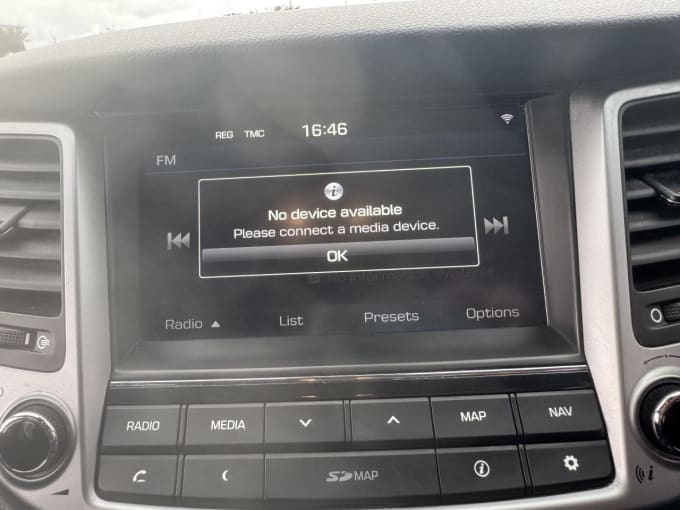 REG TMC 16:46
FM
No device available
Please connect a media device.
OK
Radio ▲ List Presets Options
RADIO MEDIA MAP NAV
SD MAP